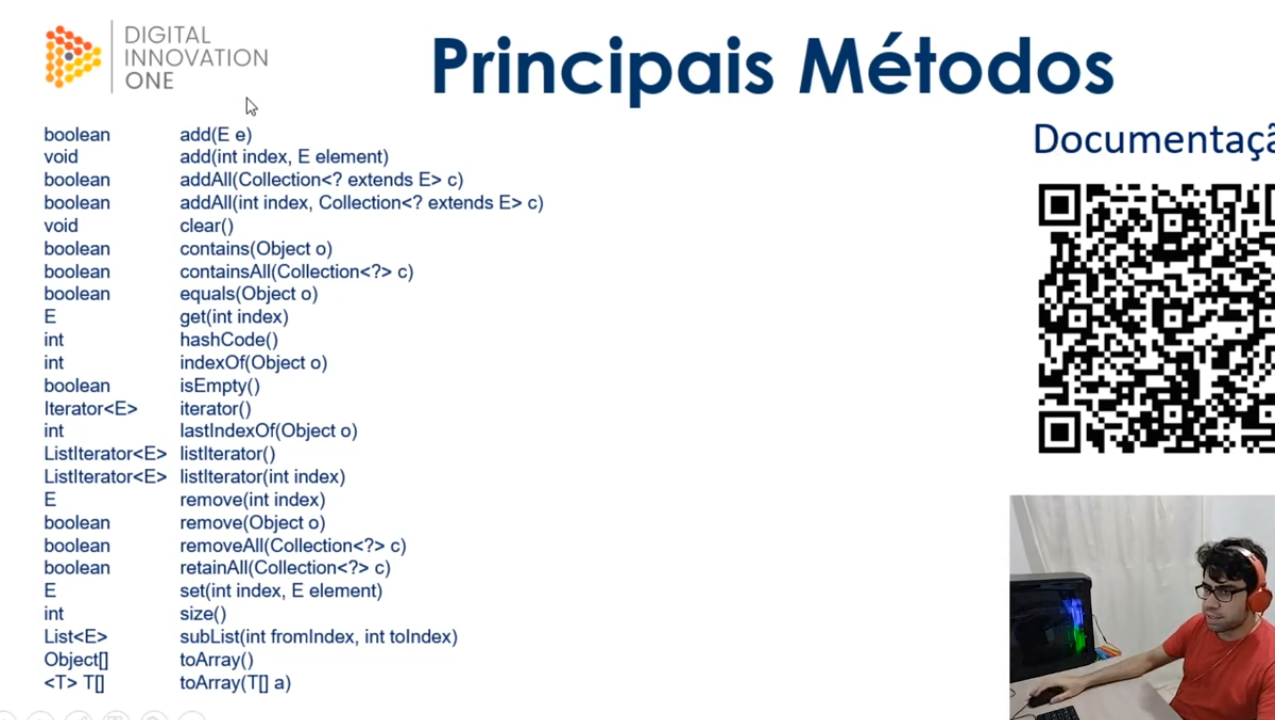 DIGITAL
INNOVATION
ONE
Principais Métodos
boolean add(E e)
void add(int index, E element)
boolean addAll(Collection<? extends E> c)
boolean addAll(int index, Collection<? extends E> c)
void clear()
boolean contains(Object o)
boolean containsAll(Collection<?> c)
boolean equals(Object o)
E get(int index)
int hashCode()
int indexOf(Object o)
boolean isEmpty()
Iterator<E> iterator()
int lastIndexOf(Object o)
ListIterator<E> listIterator()
ListIterator<E> listIterator(int index)
E remove(int index)
boolean remove(Object o)
boolean removeAll(Collection<?> c)
boolean retainAll(Collection<?> c)
E set(int index, E element)
int size()
List<E> subList(int fromIndex, int toIndex)
Object[] toArray()
<T> T[] toArray(T[] a)
Documentaçã